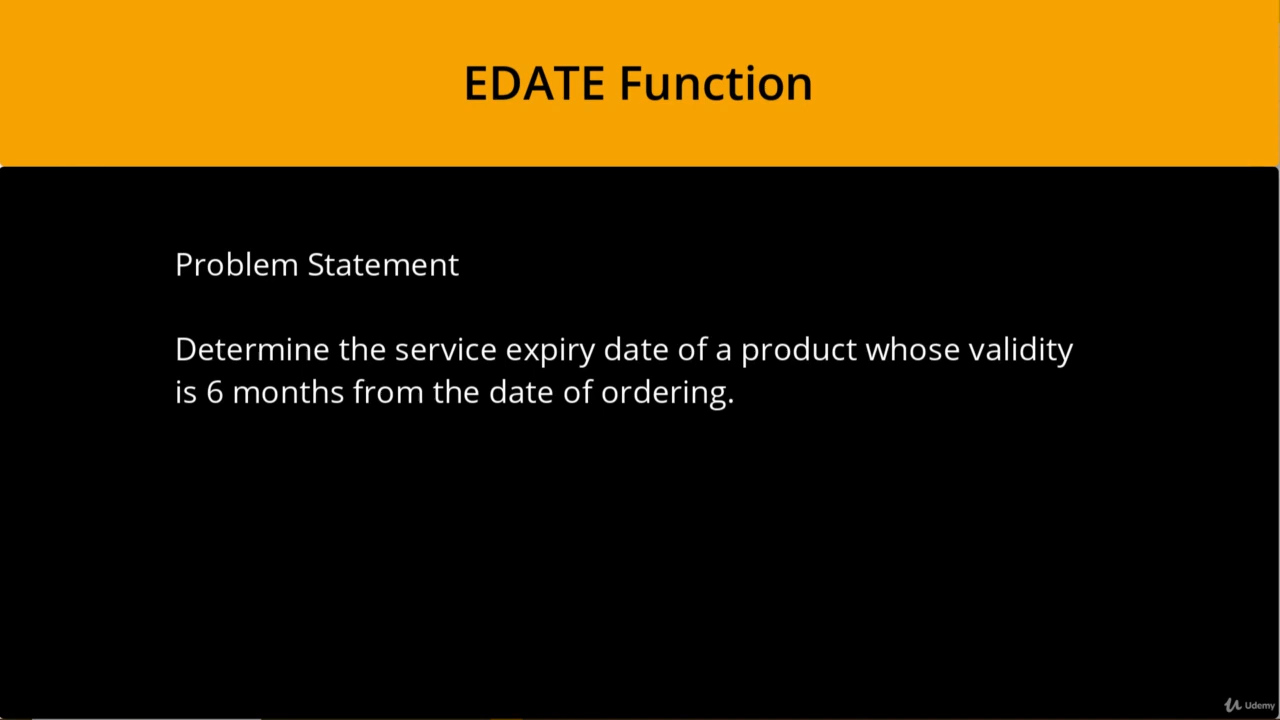 EDATE Function
Problem Statement
Determine the service expiry date of a product whose validity
is 6 months from the date of ordering.
Udemy